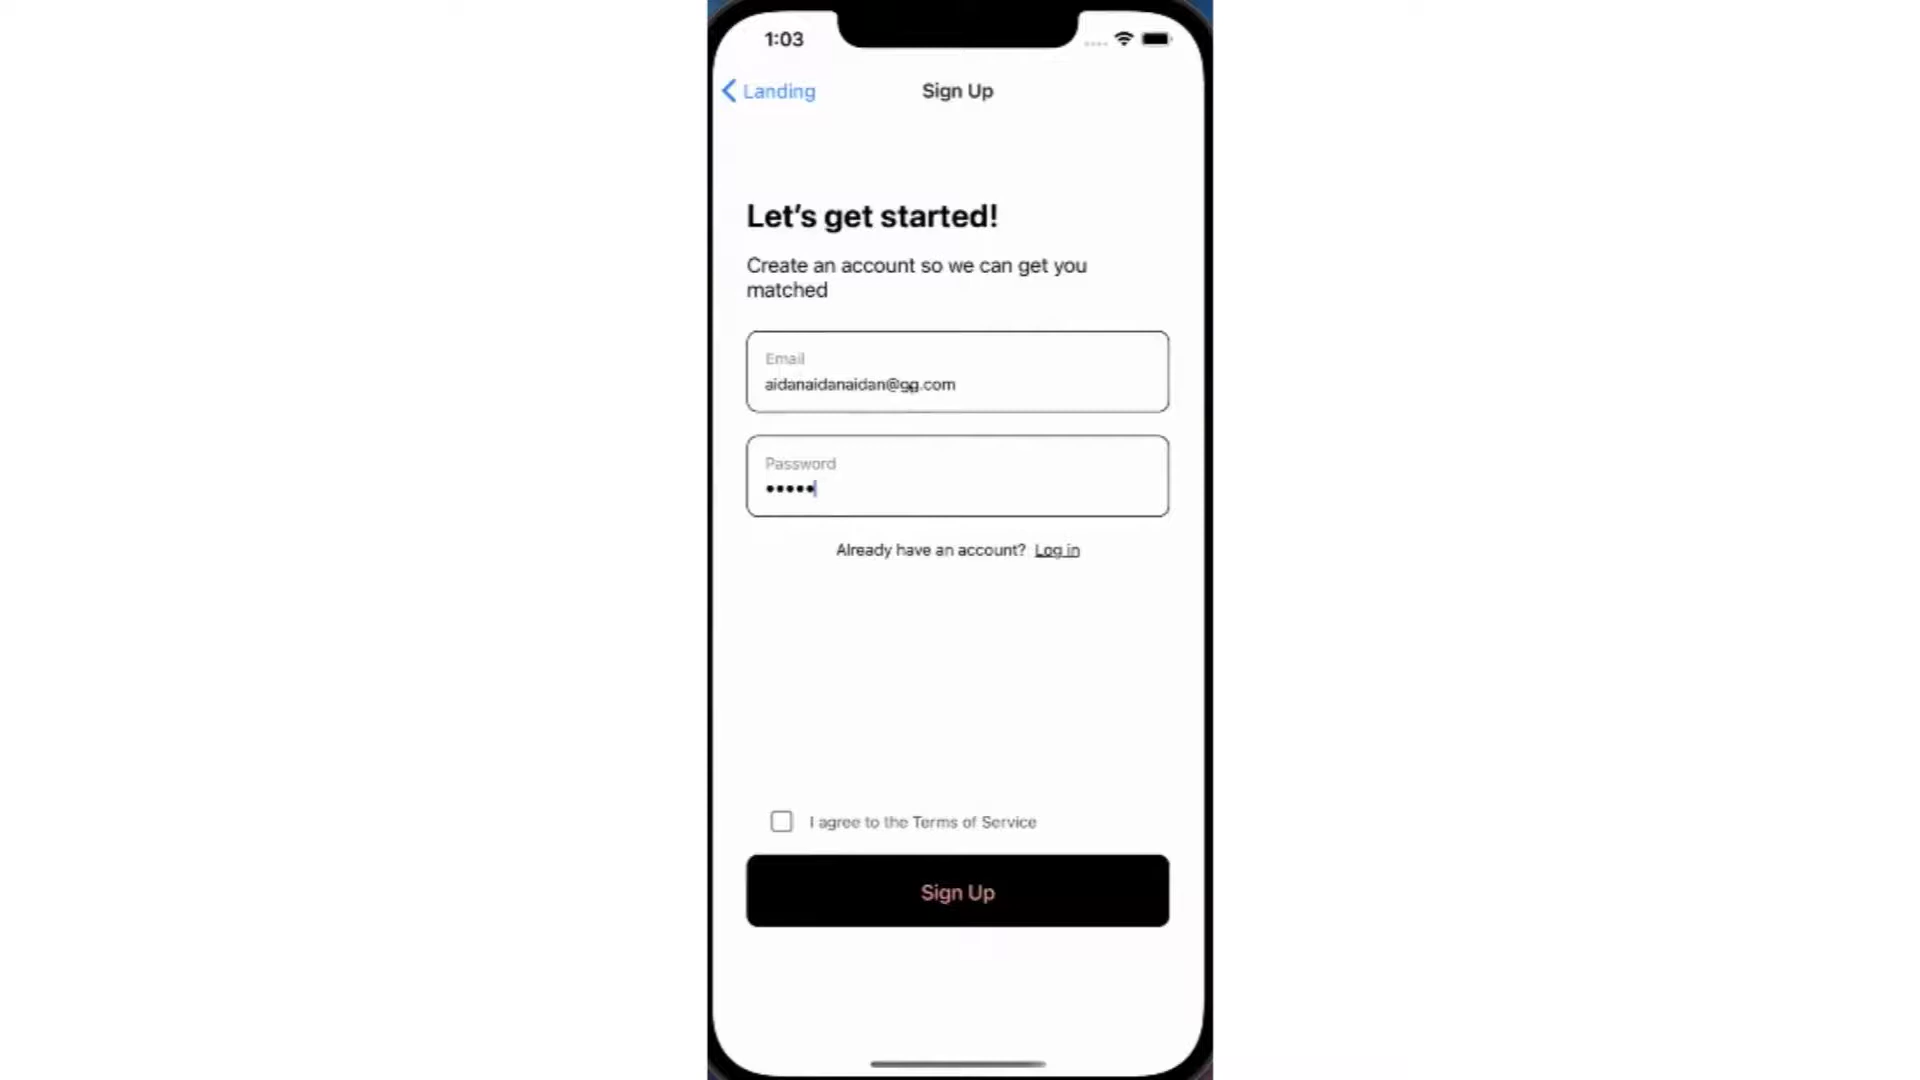 1:03
Landing
Sign Up
Let's get started!
Create an account so we can get you
matched
Email
aidanaidanaidan@gg.com
Password
•••••
Already have an account? Log in
I agree to the Terms of Service
Sign Up